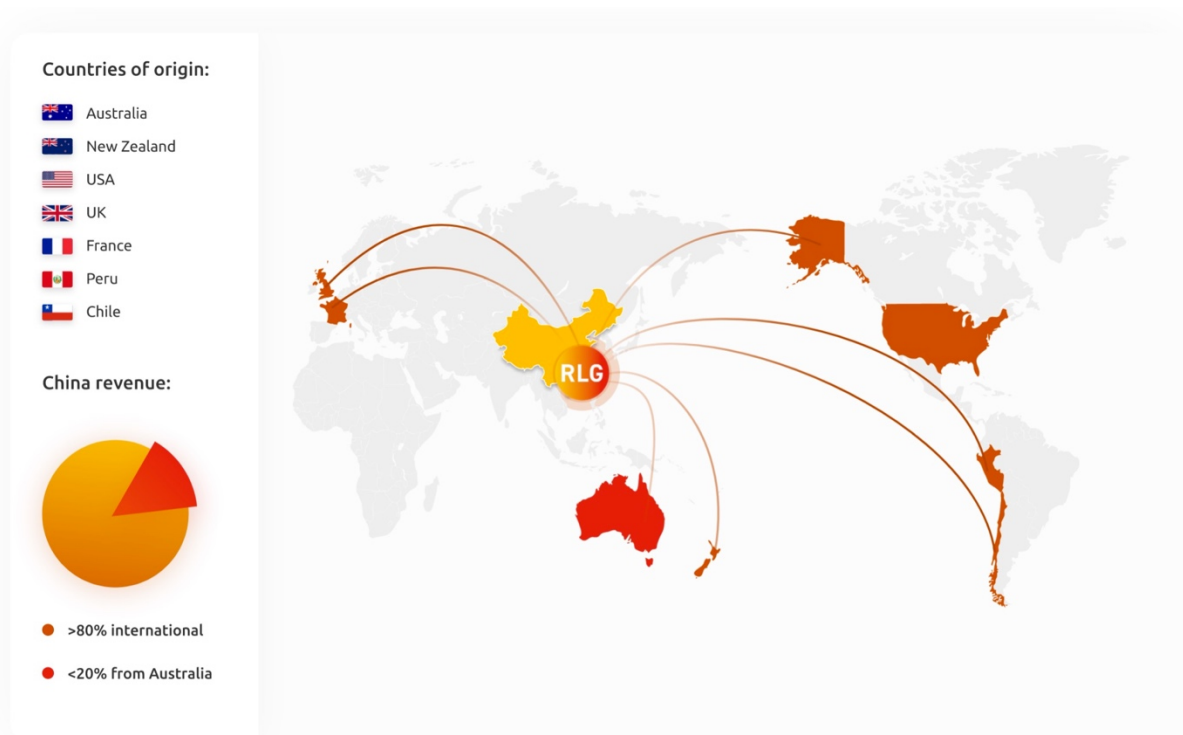 Countries of origin:
Australia
New Zealand
USA
UK
France
Peru
Chile
China revenue:
>80% international
<20% from Australia
RLG